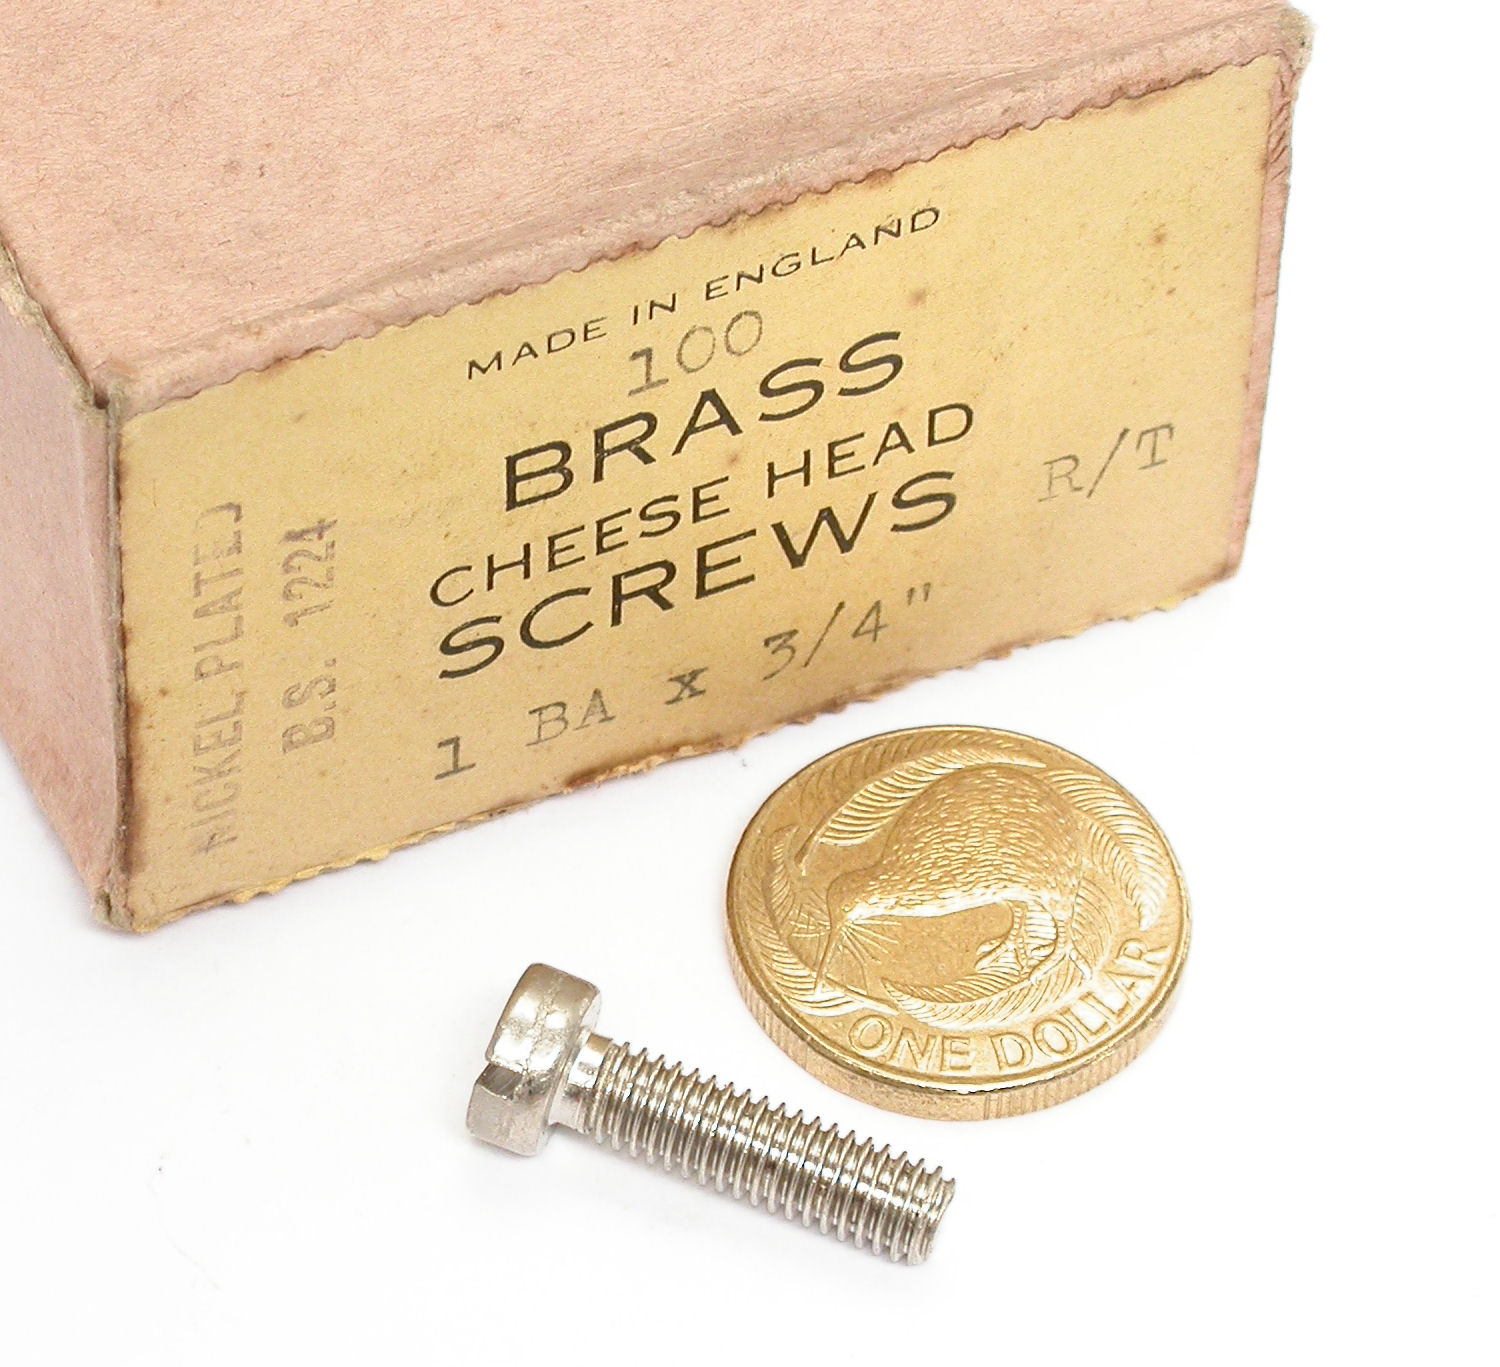 MADE IN ENGLAND
100
BRASS
CHEESE HEAD
SCREWS
R/T
1 BA x 3/4"
NICKEL PLATED
B.S. 1224
ONE DOLLAR